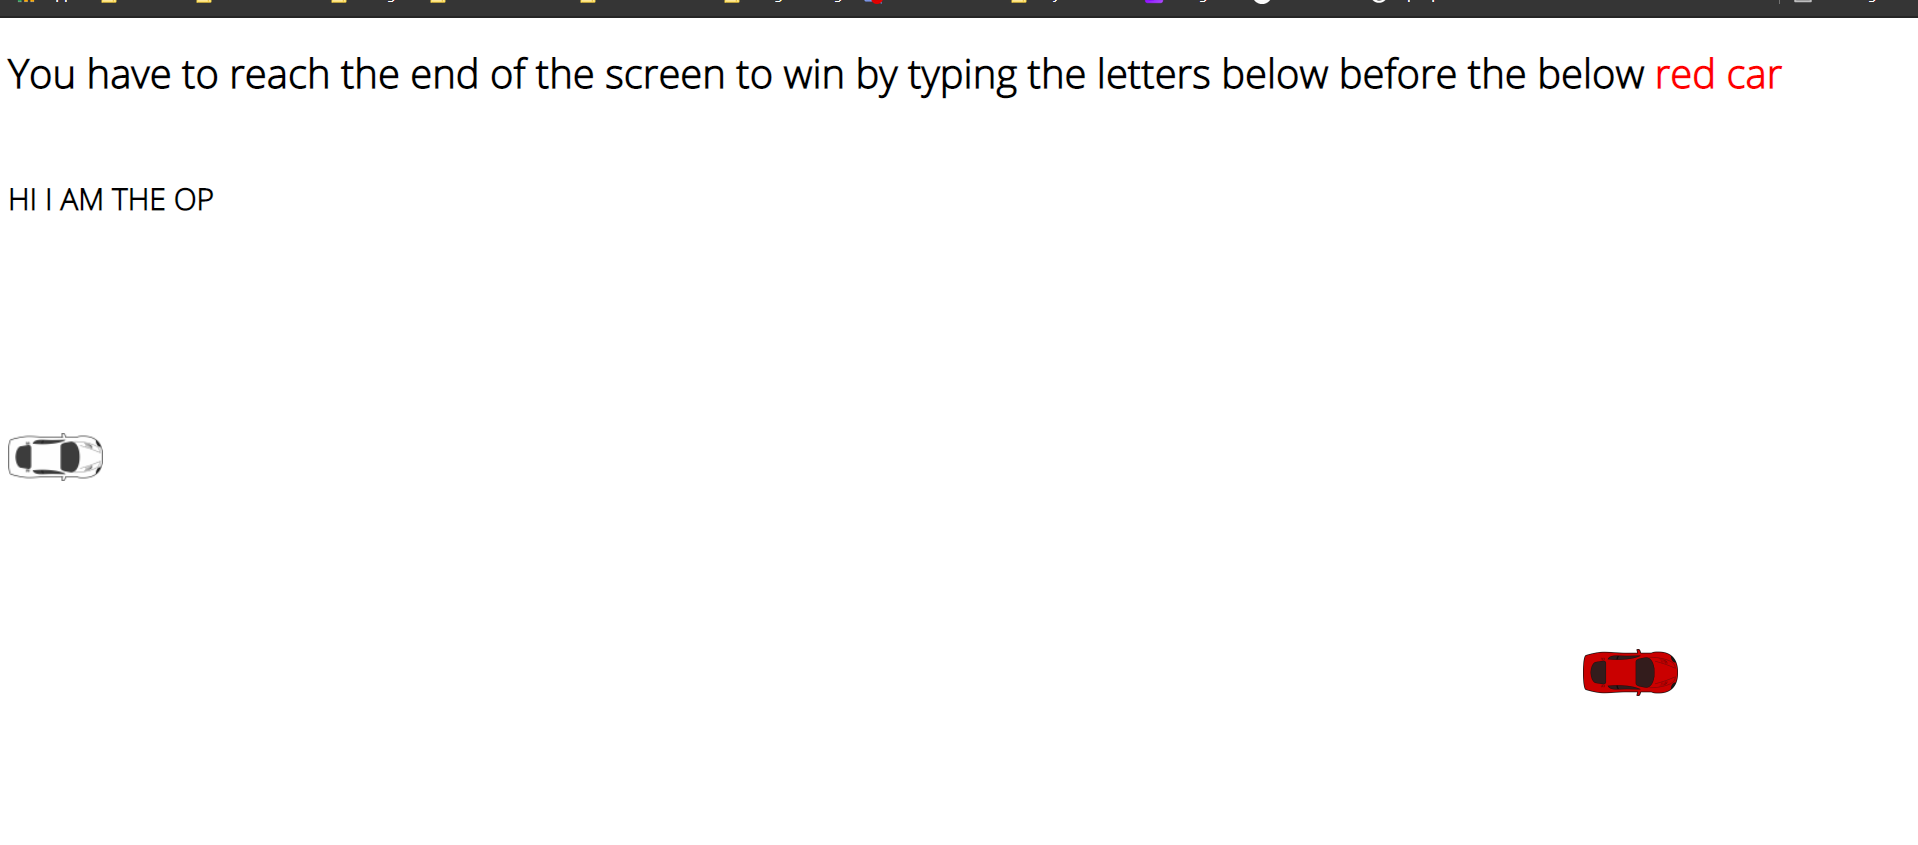 You have to reach the end of the screen to win by typing the letters below before the below red car
HI I AM THE OP